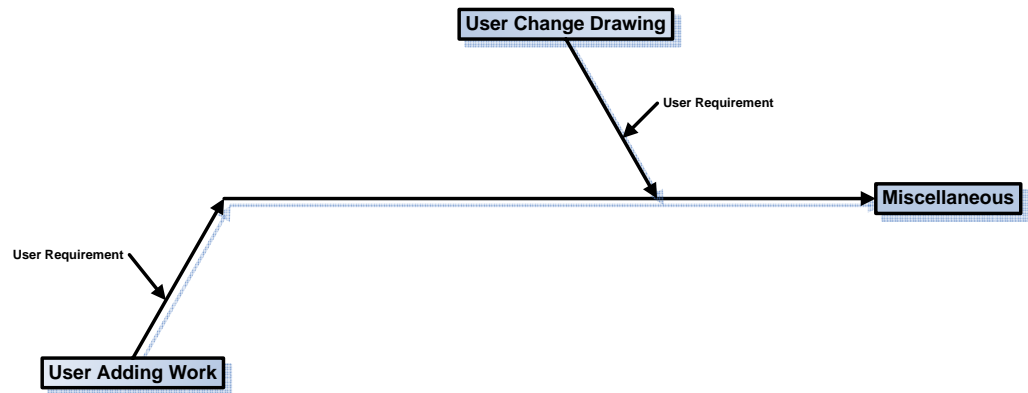 User Change Drawing
User Requirement
Miscellaneous
User Requirement
User Adding Work